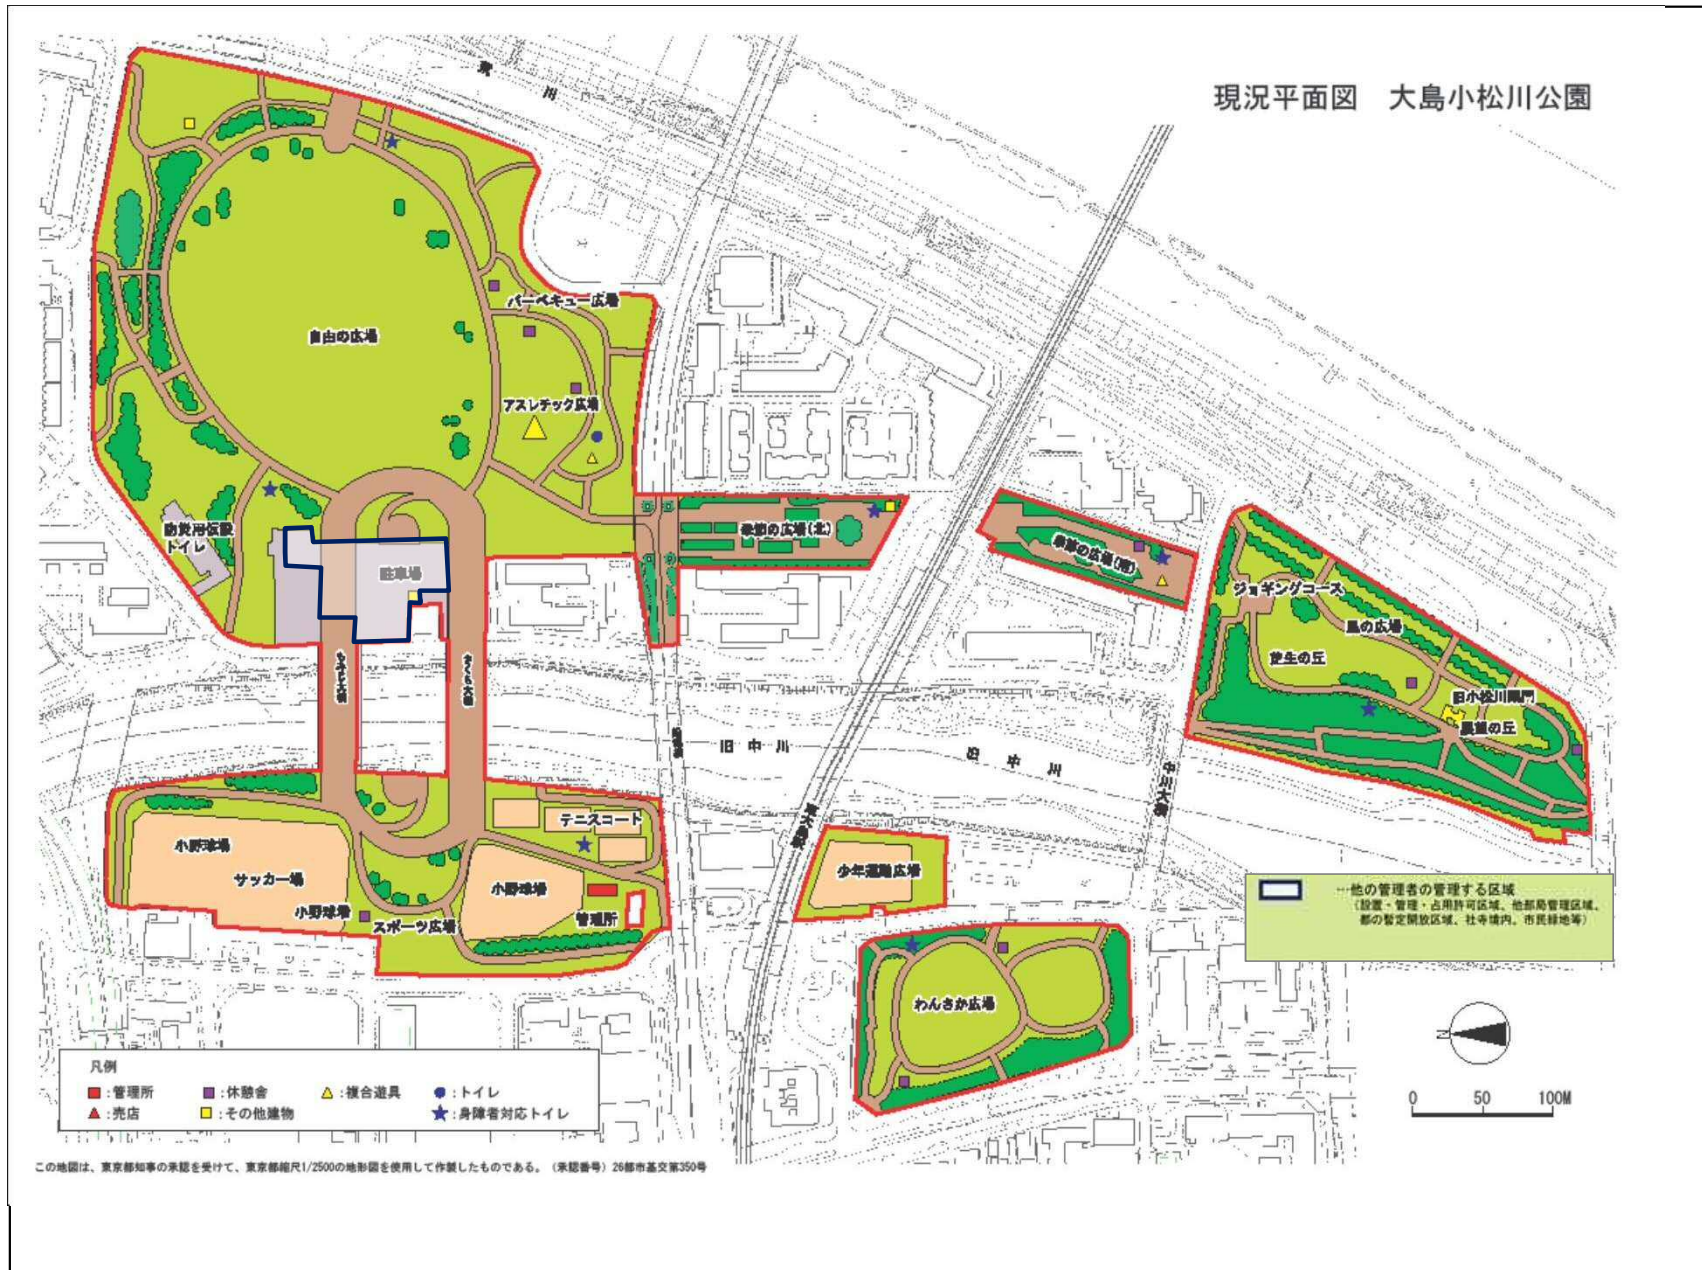 現況平面図　大島小松川公園
荒
川
バーベキュー広場
自由の広場
アスレチック広場
防災用仮設
トイレ
駐車場
季節の広場(北)
季節の広場(南)
ジョギングコース
風の広場
芝生の丘
旧小松川閘門
展望の丘
もみじ大橋
さくら大橋
旧中川
旧中川
中川大橋
東大島駅
テニスコート
小野球場
サッカー場
小野球場
小野球場
スポーツ広場
管理所
少年運動広場
わんさか広場
…他の管理者の管理する区域
(設置・管理・占用許可区域、他部局管理区域、
都の暫定開放区域、社寺境内、市民緑地等)
凡例
:管理所
:休憩舎
:複合遊具
:トイレ
:売店
:その他建物
:身障者対応トイレ
N
0 50 100M
この地図は、東京都知事の承認を受けて、東京都縮尺1/2500の地形図を使用して作製したものである。(承認番号)26都市基交第350号